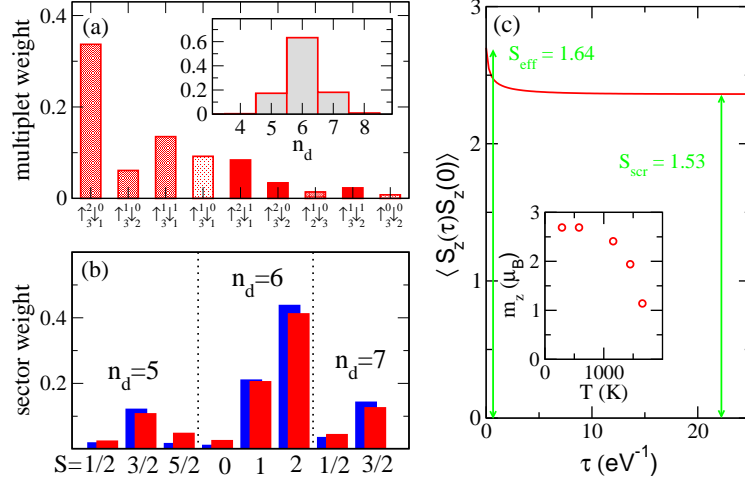 (a)
multiplet weight
0.4
0.2
0
0.6
0.4
0.2
0.0
4 5 6 7 8
n_d
↑²₃↓⁰₁ ↑¹₃↓⁰₂ ↑¹₃↓¹₁ ↑¹₃↓⁰₁ ↑²₃↓¹₁ ↑²₃↓⁰₂ ↑²₂↓⁰₃ ↑¹₃↓¹₂ ↑⁰₃↓⁰₂
(b)
sector weight
0.4
0.2
n_d=5
n_d=6
n_d=7
S= 1/2 3/2 5/2 0 1 2 1/2 3/2
(c)
⟨ S_z(τ)S_z(0)⟩
3
2
1
0
S_eff = 1.64
S_scr = 1.53
m_z (μ_B)
3
2
1
0
0 1000
T (K)
0 10 20
τ (eV⁻¹)